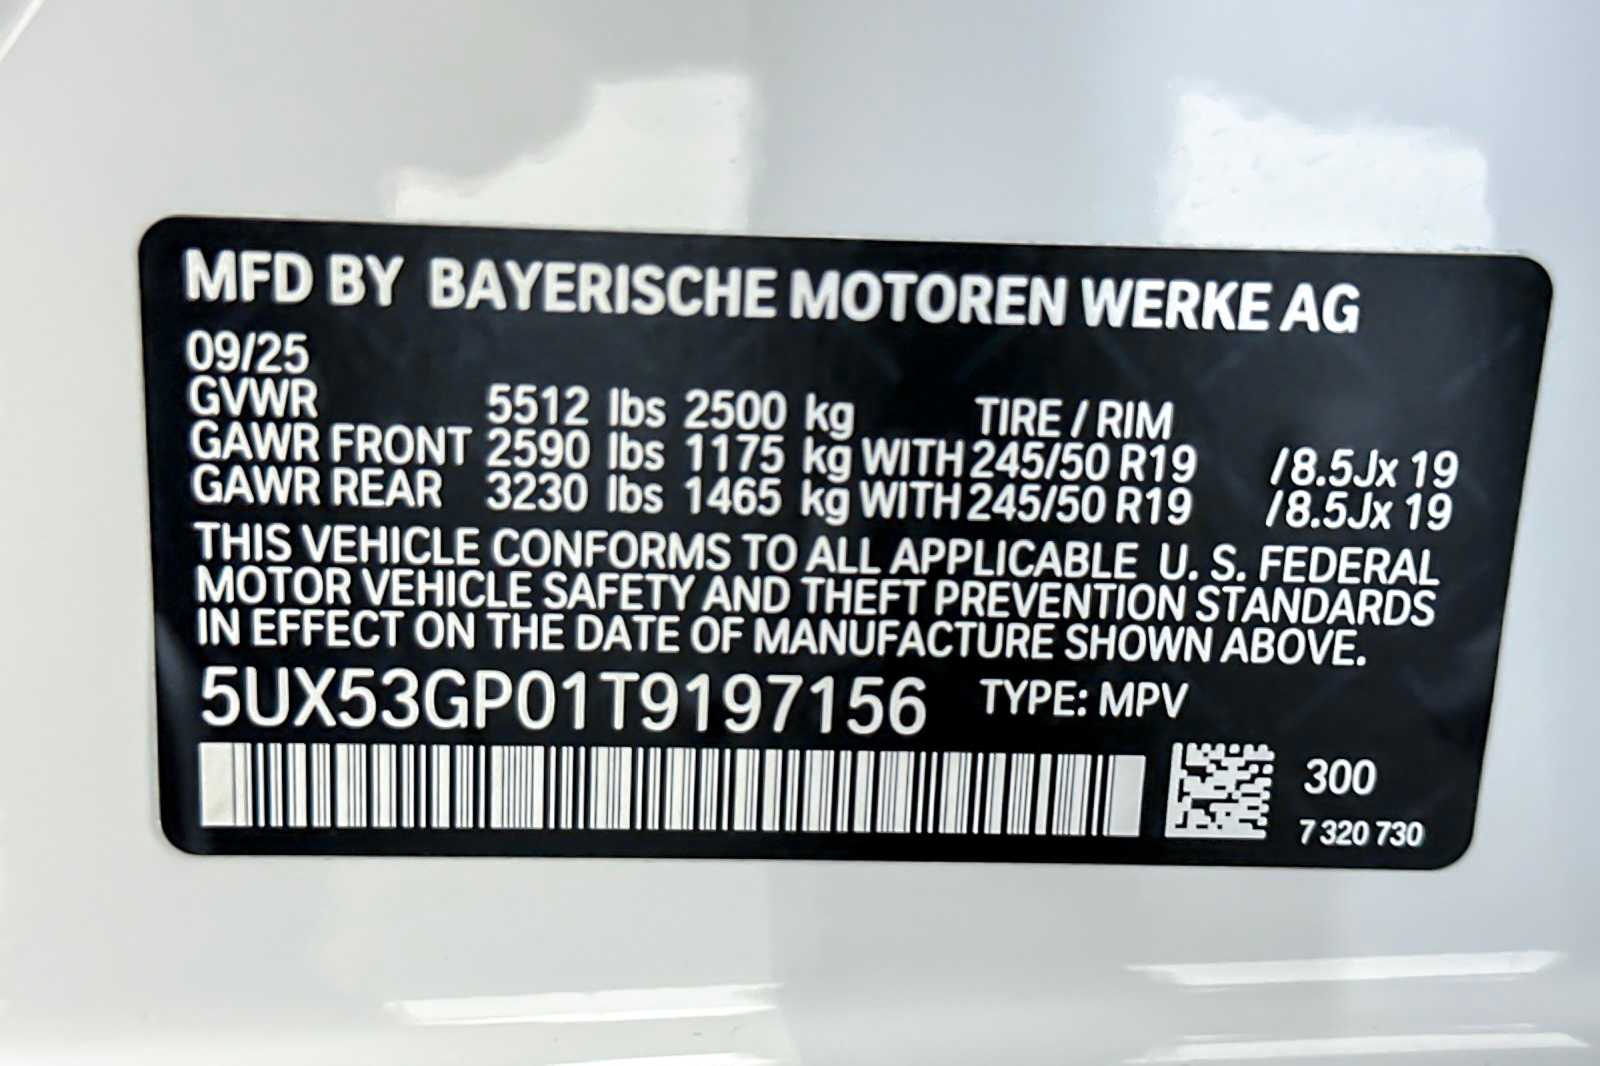 MFD BY BAYERISCHE MOTOREN WERKE AG
09/25
GVWR 5512 lbs 2500 kg TIRE / RIM
GAWR FRONT 2590 lbs 1175 kg WITH 245/50 R19 /8.5Jx 19
GAWR REAR 3230 lbs 1465 kg WITH 245/50 R19 /8.5Jx 19
THIS VEHICLE CONFORMS TO ALL APPLICABLE U. S. FEDERAL
MOTOR VEHICLE SAFETY AND THEFT PREVENTION STANDARDS
IN EFFECT ON THE DATE OF MANUFACTURE SHOWN ABOVE.
5UX53GP01T9197156 TYPE: MPV
300
7 320 730